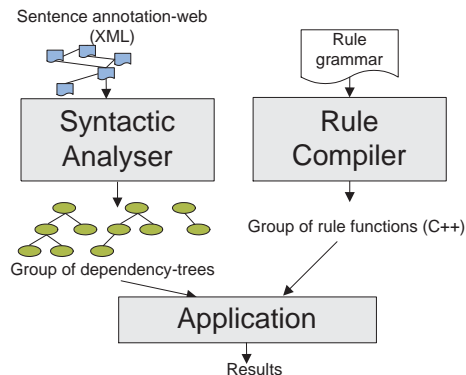 Sentence annotation-web
(XML)
Rule
grammar
Syntactic
Analyser
Rule
Compiler
Group of rule functions (C++)
Group of dependency-trees
Application
Results